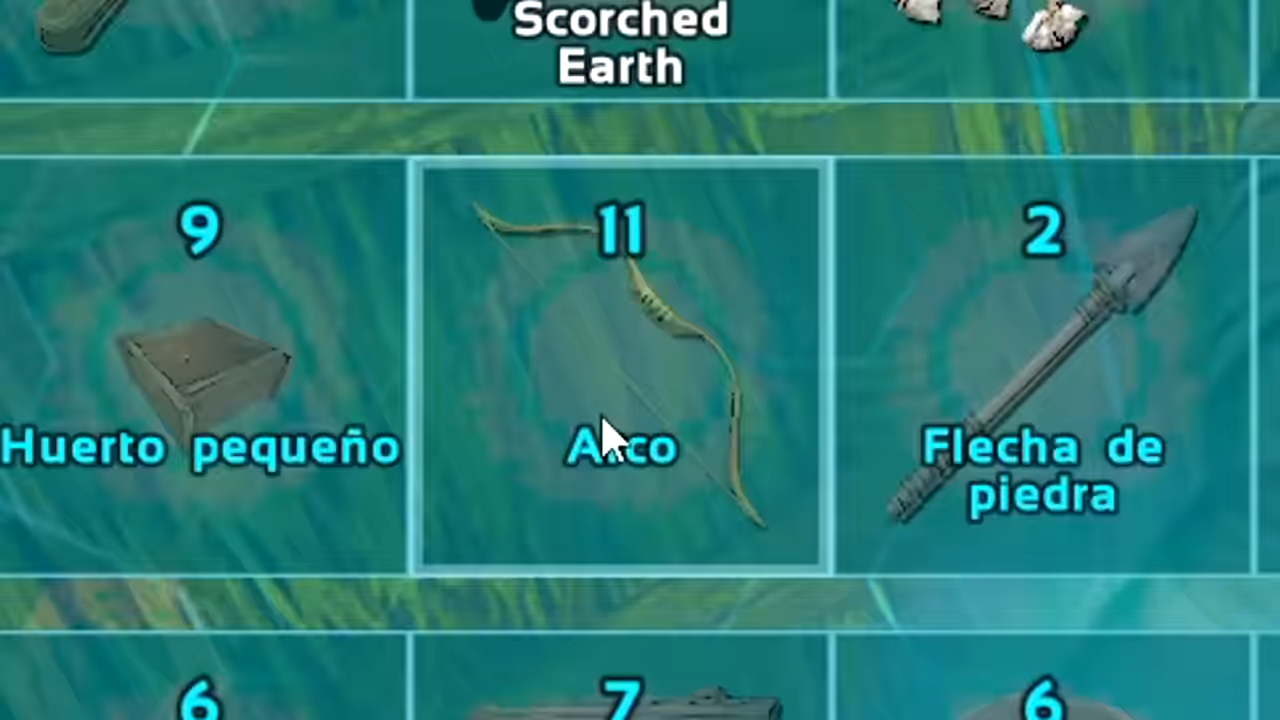 Scorched
Earth
9
11
2
Huerto pequeño
Arco
Flecha de
piedra
6
7
6